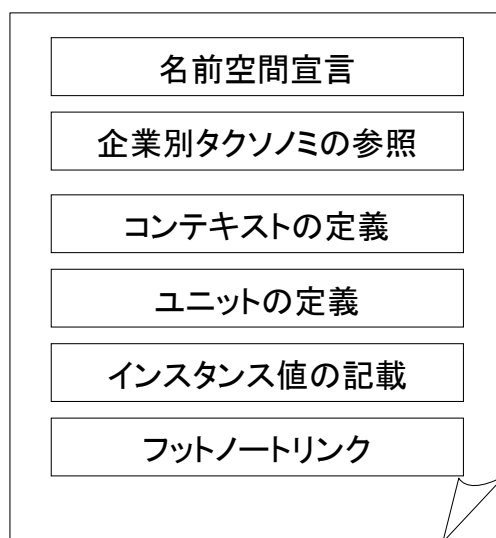 名前空間宣言
企業別タクソノミの参照
コンテキストの定義
ユニットの定義
インスタンス値の記載
フットノートリンク